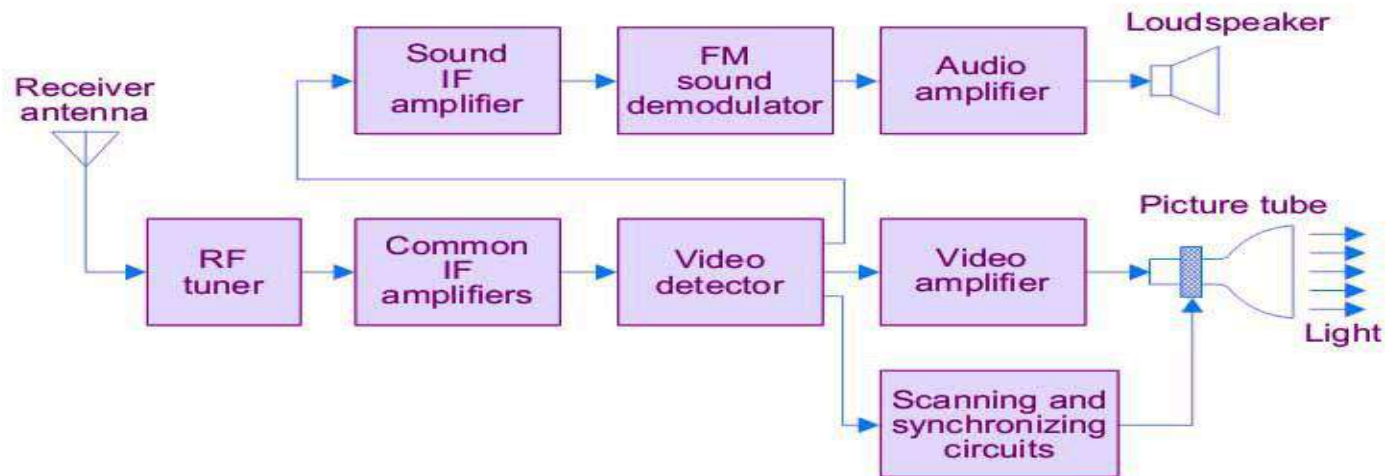 Receiver
antenna
Sound
IF
amplifier
FM
sound
demodulator
Audio
amplifier
Loudspeaker
RF
tuner
Common
IF
amplifiers
Video
detector
Video
amplifier
Picture tube
Light
Scanning and
synchronizing
circuits